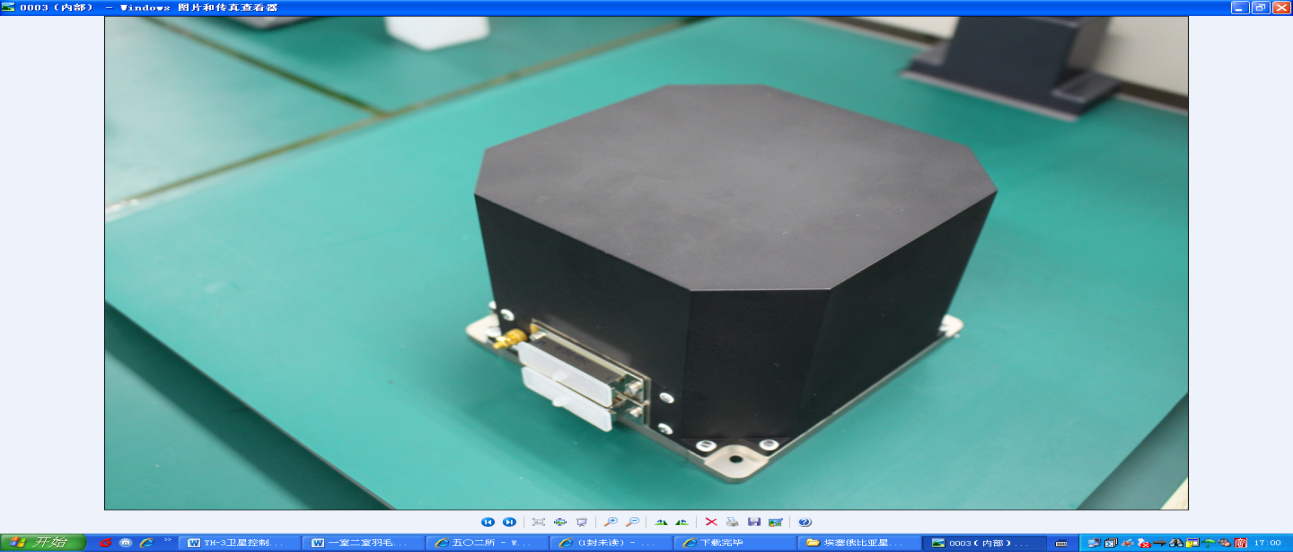 0003（内部） - Windows 图片和传真查看器
开始
TH-3卫星控制...
一室二室羽毛...
五〇二所 - W...
(1封未读) - ...
下载完毕
埃塞俄比亚星...
0003（内部）...
17:00